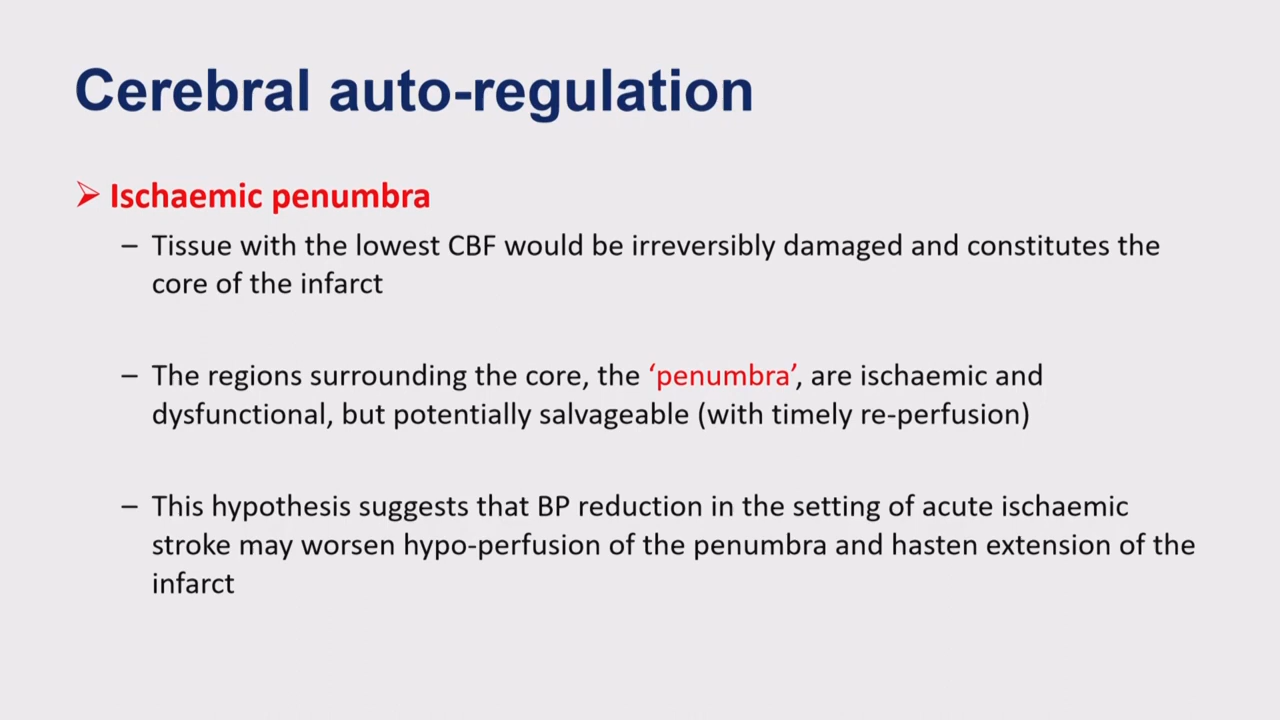 Cerebral auto-regulation
➢ Ischaemic penumbra
– Tissue with the lowest CBF would be irreversibly damaged and constitutes the
core of the infarct
– The regions surrounding the core, the ‘penumbra’, are ischaemic and
dysfunctional, but potentially salvageable (with timely re-perfusion)
– This hypothesis suggests that BP reduction in the setting of acute ischaemic
stroke may worsen hypo-perfusion of the penumbra and hasten extension of the
infarct